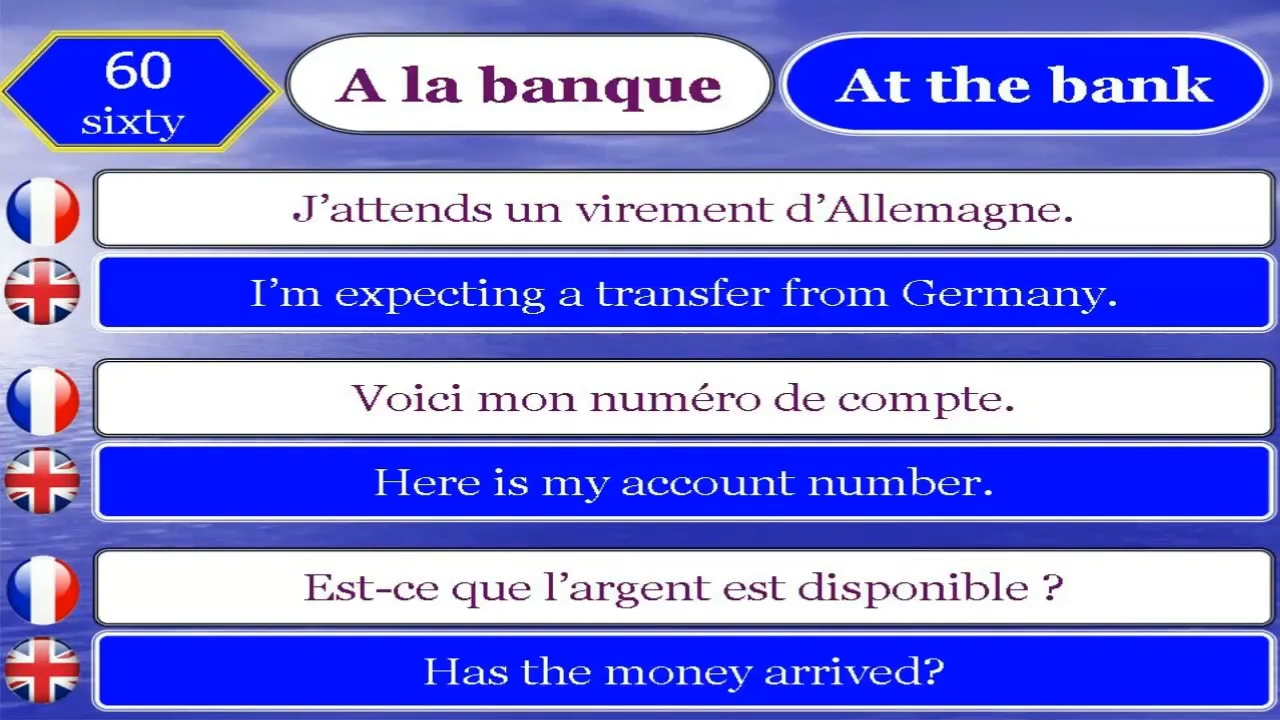 60
sixty
A la banque
At the bank
J’attends un virement d’Allemagne.
I’m expecting a transfer from Germany.
Voici mon numéro de compte.
Here is my account number.
Est-ce que l’argent est disponible ?
Has the money arrived?